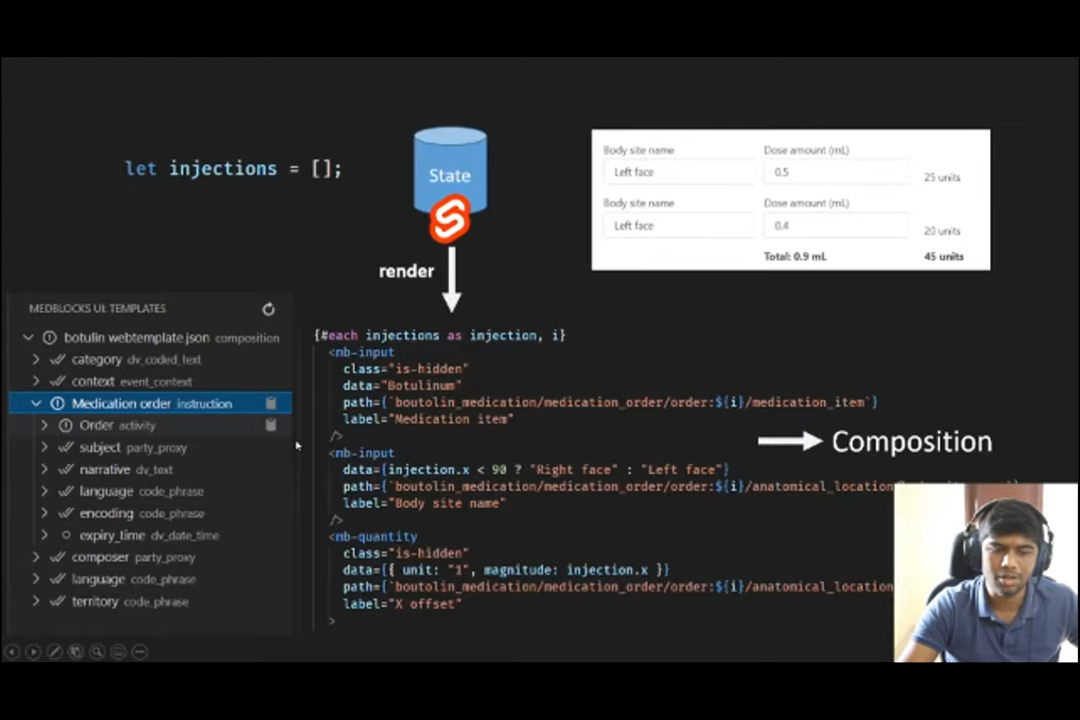 let injections = [];
State
render
Body site name
Dose amount (mL)
Left face
0.5
25 units
Body site name
Dose amount (mL)
Left face
0.4
20 units
Total: 0.9 mL
45 units
MEDBLOCKS UI: TEMPLATES
botulin webtemplate.json composition
category dv_coded_text
context event_context
Medication order instruction
Order activity
subject party_proxy
narrative dv_text
language code_phrase
encoding code_phrase
expiry_time dv_date_time
composer party_proxy
language code_phrase
territory code_phrase
{#each injections as injection, i}
<mb-input
class="is-hidden"
data="Botulinum"
path={`boutolin_medication/medication_order/order:${i}/medication_item`}
label="Medication item"
/>
<mb-input
data={injection.x < 90 ? "Right face" : "Left face"}
path={`boutolin_medication/medication_order/order:${i}/anatomical_location
label="Body site name"
/>
<mb-quantity
class="is-hidden"
data={{ unit: "1", magnitude: injection.x }}
path={`boutolin_medication/medication_order/order:${i}/anatomical_location
label="X offset"
>
Composition